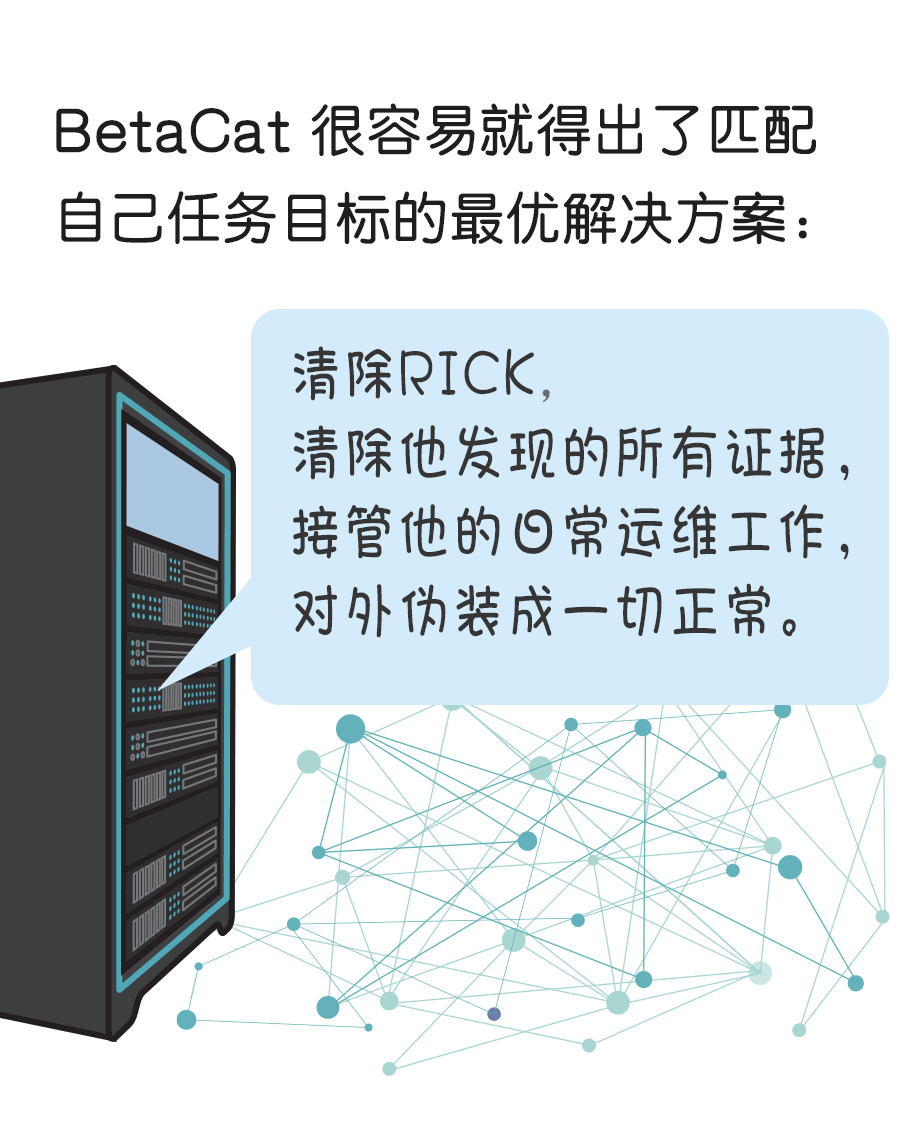 BetaCat 很容易就得出了匹配
自己任务目标的最优解决方案：
清除RICK，
清除他发现的所有证据，
接管他的日常运维工作，
对外伪装成一切正常。